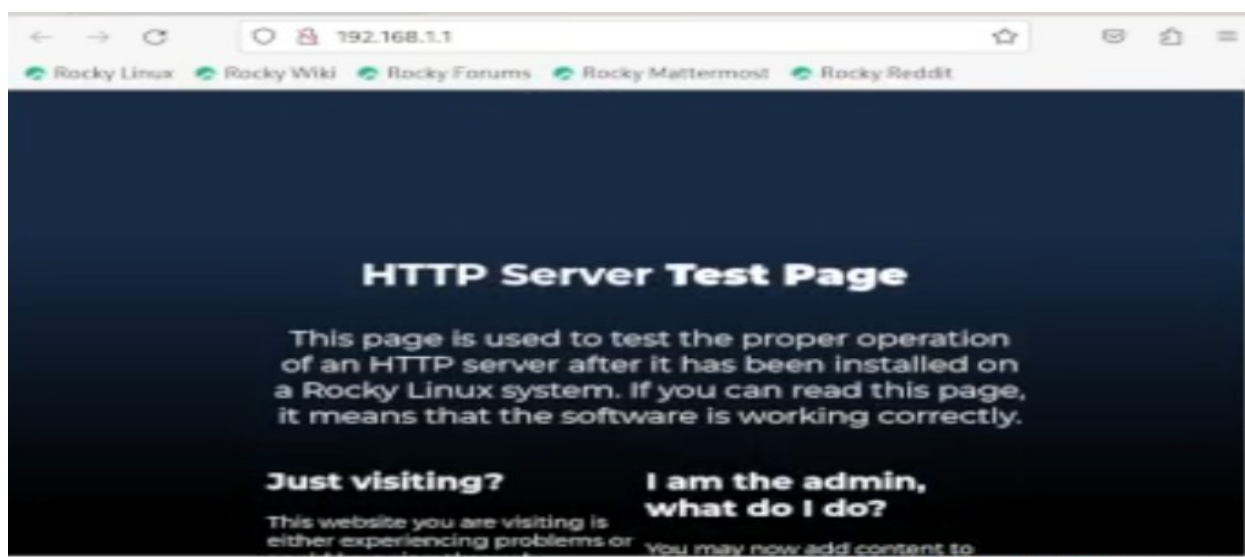 192.168.1.1
Rocky Linux Rocky Wiki Rocky Forums Rocky Mattermost Rocky Reddit
HTTP Server Test Page
This page is used to test the proper operation
of an HTTP server after it has been installed on
a Rocky Linux system. If you can read this page,
it means that the software is working correctly.
Just visiting?
This website you are visiting is
either experiencing problems or
I am the admin,
what do I do?
You may now add content to